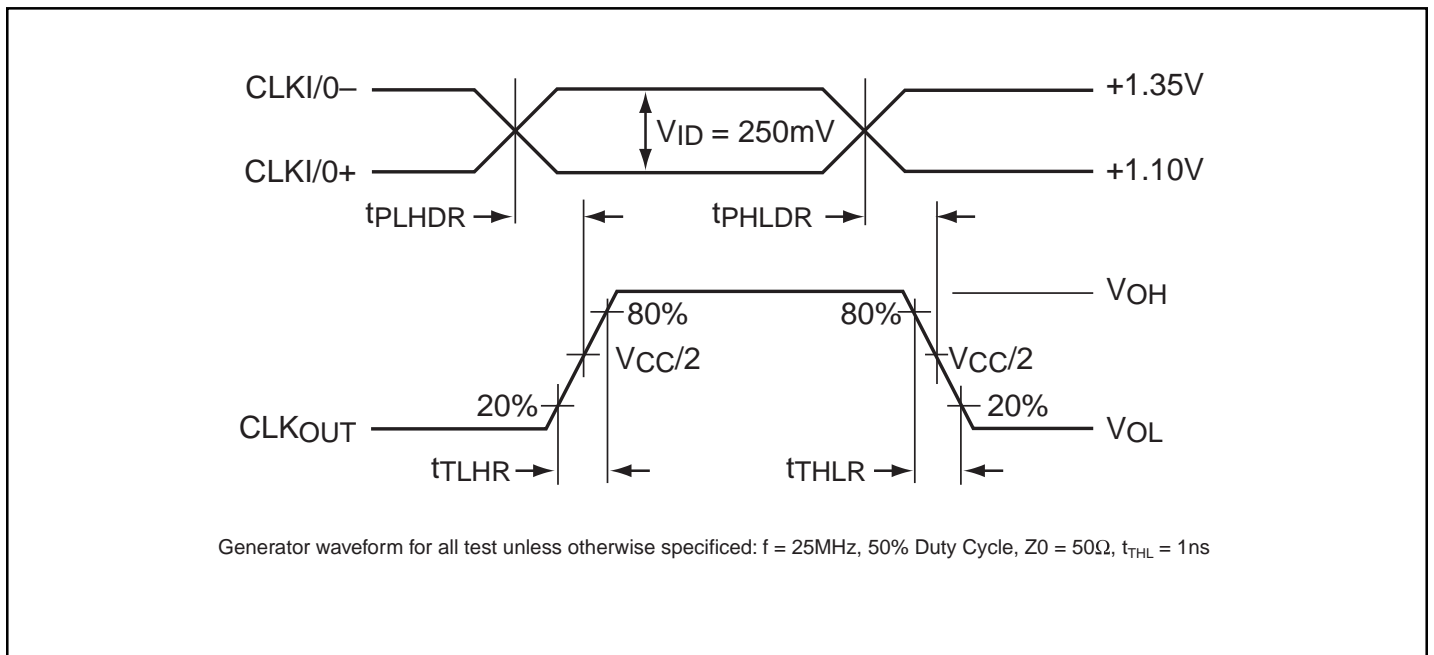 CLKI/0–
+1.35V
VID = 250mV
CLKI/0+
+1.10V
tPLHDR
tPHLDR
VOH
80%
80%
VCC/2
VCC/2
20%
20%
CLKOUT
VOL
tTLHR
tTHLR
Generator waveform for all test unless otherwise specificed: f = 25MHz, 50% Duty Cycle, Z0 = 50Ω, tTHL = 1ns